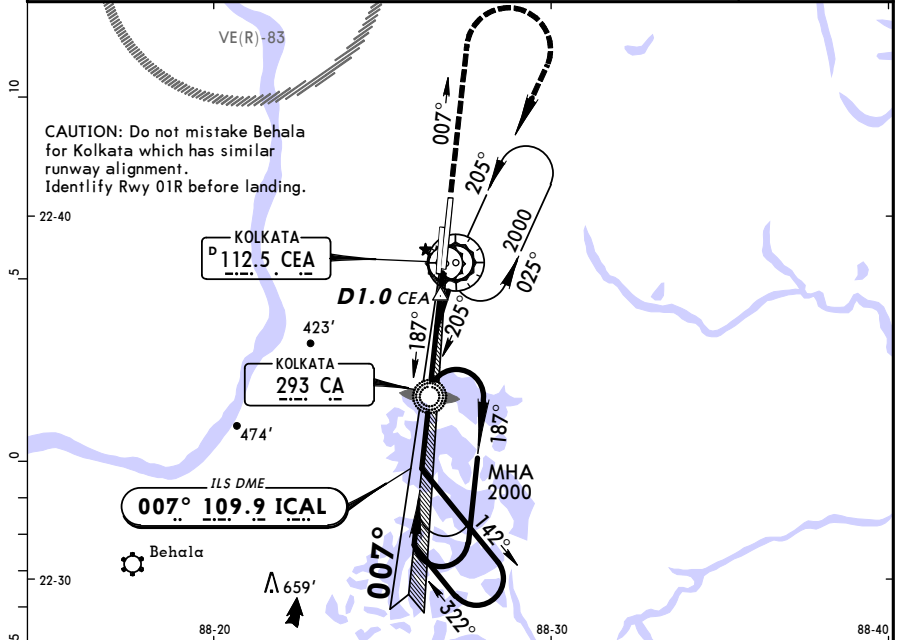 VE(R)-83
10
007°
CAUTION: Do not mistake Behala
for Kolkata which has similar
runway alignment.
Identlify Rwy 01R before landing.
205°
22-40
2000
025°
KOLKATA
D 112.5 CEA
5
D1.0 CEA
205°
187°
423'
KOLKATA
293 CA
187°
474'
0
MHA
2000
ILS DME
007° 109.9 ICAL
142°
Behala
007°
22-30
659'
322°
5
88-20
88-30
88-40